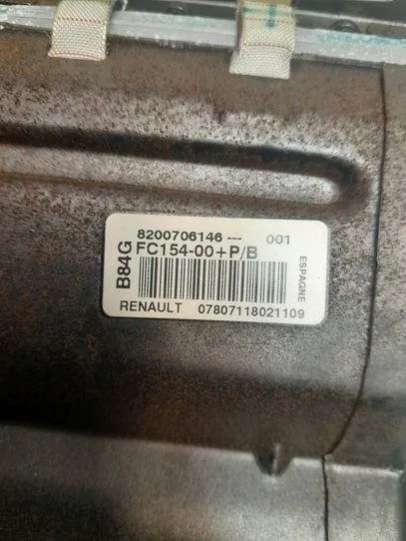 8200706146--- 001
FC154-00+P/B
B84G
ESPAGNE
RENAULT 07807118021109